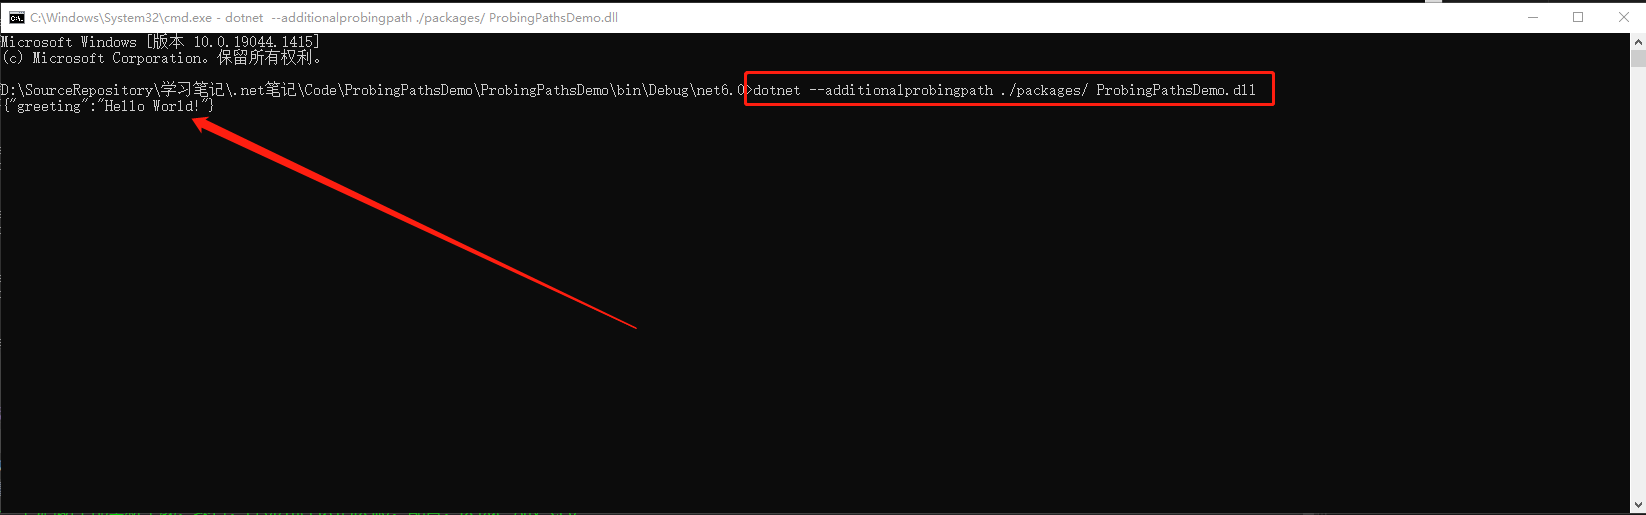 C:\Windows\System32\cmd.exe - dotnet  --additionalprobingpath ./packages/ ProbingPathsDemo.dll
Microsoft Windows [版本 10.0.19044.1415]
(c) Microsoft Corporation。保留所有权利。
D:\SourceRepository\学习笔记\.net笔记\Code\ProbingPathsDemo\ProbingPathsDemo\bin\Debug\net6.0>dotnet --additionalprobingpath ./packages/ ProbingPathsDemo.dll
{"greeting":"Hello World!"}